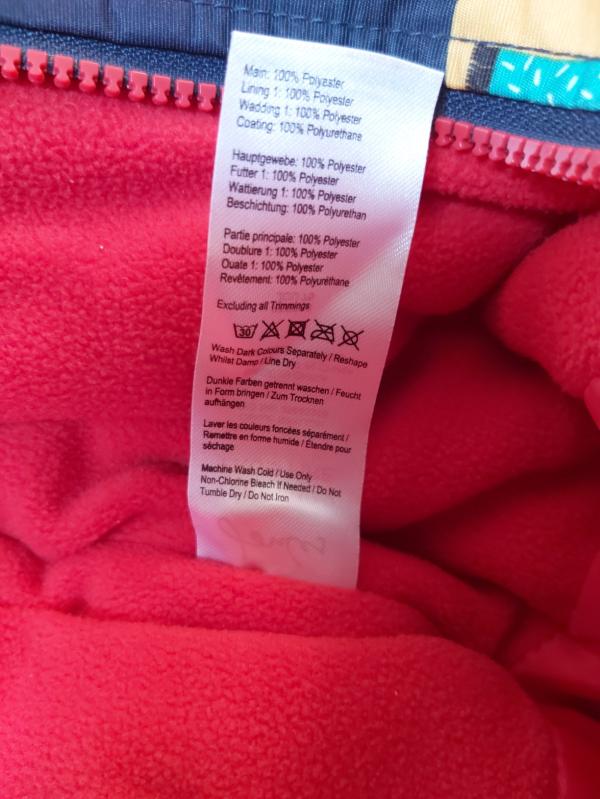 Main: 100% Polyester
Lining 1: 100% Polyester
Wadding 1: 100% Polyester
Coating: 100% Polyurethane
Hauptgewebe: 100% Polyester
Futter 1: 100% Polyester
Wattierung 1: 100% Polyester
Beschichtung: 100% Polyurethan
Partie principale: 100% Polyester
Doublure 1: 100% Polyester
Ouate 1: 100% Polyester
Revêtement: 100% Polyuréthane
Excluding all Trimmings
30
Wash Dark Colours Separately / Reshape
Whilst Damp / Line Dry
Dunkle Farben getrennt waschen / Feucht
in Form bringen / Zum Trocknen
aufhängen
Laver les couleurs foncées séparément /
Remettre en forme humide / Étendre pour
séchage
Machine Wash Cold / Use Only
Non-Chlorine Bleach If Needed / Do Not
Tumble Dry / Do Not Iron